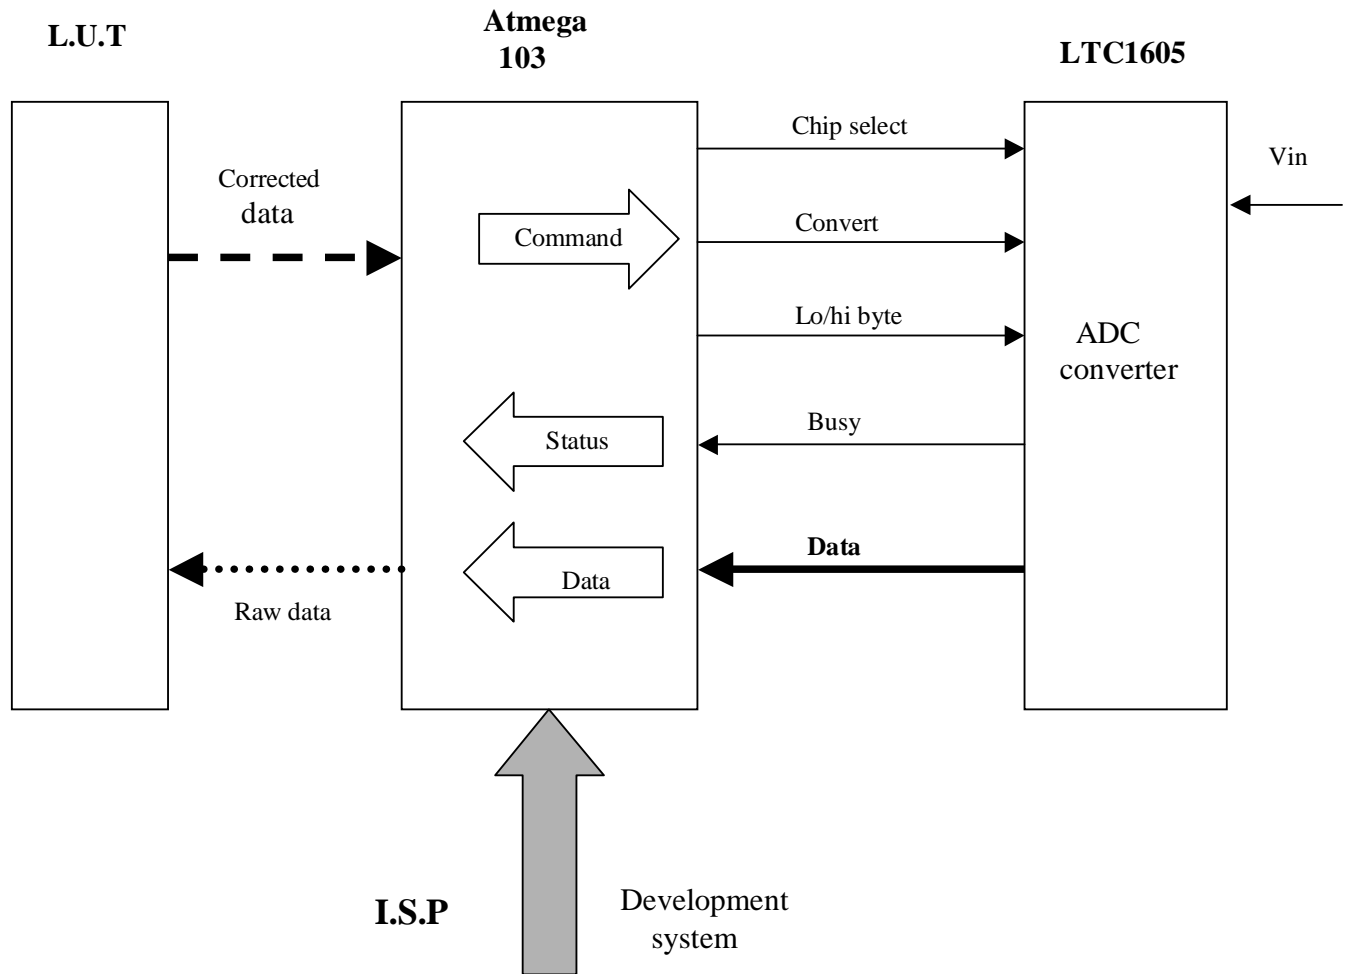 L.U.T
Atmega
103
LTC1605
Chip select
Vin
Corrected
data
Command
Convert
Lo/hi byte
ADC
converter
Status
Busy
Data
Data
Raw data
I.S.P
Development
system